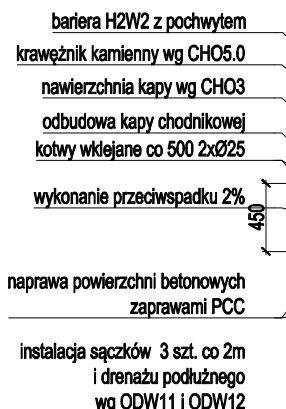 bariera H2W2 z pochwytem
krawężnik kamienny wg CHO5.0
nawierzchnia kapy wg CHO3
odbudowa kapy chodnikowej
kotwy wklejane co 500 2xØ25
wykonanie przeciwspadku 2%
450
naprawa powierzchni betonowych
zaprawami PCC
instalacja sączków 3 szt. co 2m
i drenażu podłużnego
wg ODW11 i ODW12